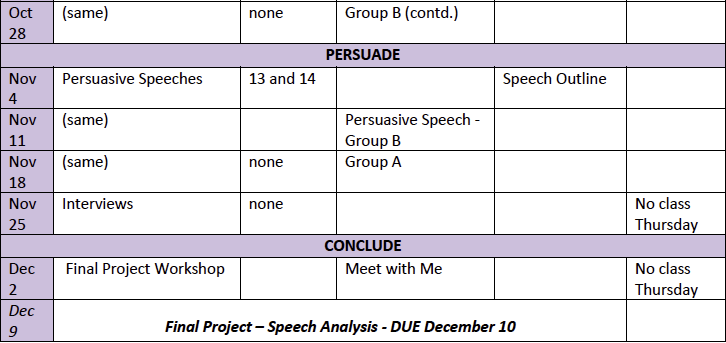 Oct (same) none Group B (contd.)
28
PERSUADE
Nov Persuasive Speeches 13 and 14 Speech Outline
4
Nov (same) Persuasive Speech -
11 Group B
Nov (same) none Group A
18
Nov Interviews none No class
25 Thursday
CONCLUDE
Dec Final Project Workshop Meet with Me No class
2 Thursday
Dec
9 Final Project – Speech Analysis - DUE December 10